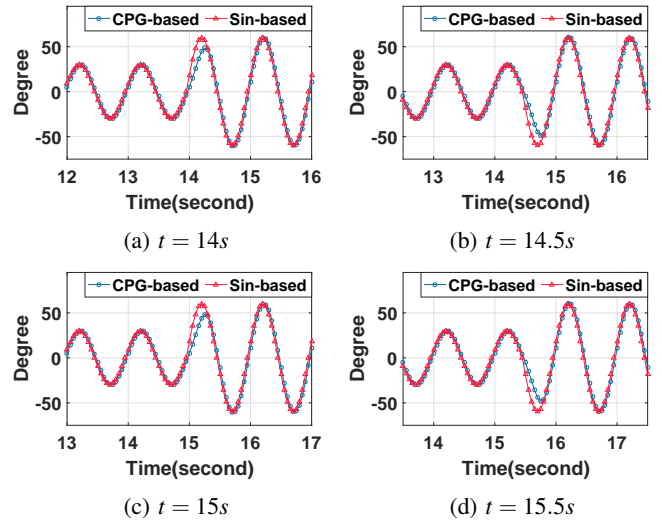 CPG-based Sin-based
50
0
-50
Degree
12 13 14 15 16
Time(second)
(a) t = 14s
CPG-based Sin-based
50
0
-50
Degree
13 14 15 16
Time(second)
(b) t = 14.5s
CPG-based Sin-based
50
0
-50
Degree
13 14 15 16 17
Time(second)
(c) t = 15s
CPG-based Sin-based
50
0
-50
Degree
14 15 16 17
Time(second)
(d) t = 15.5s